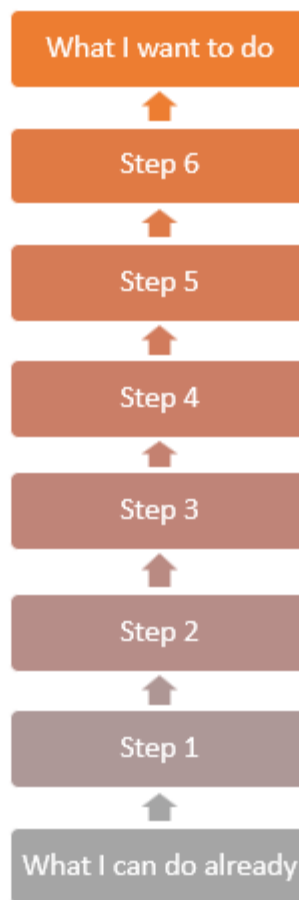 What I want to do
Step 6
Step 5
Step 4
Step 3
Step 2
Step 1
What I can do already